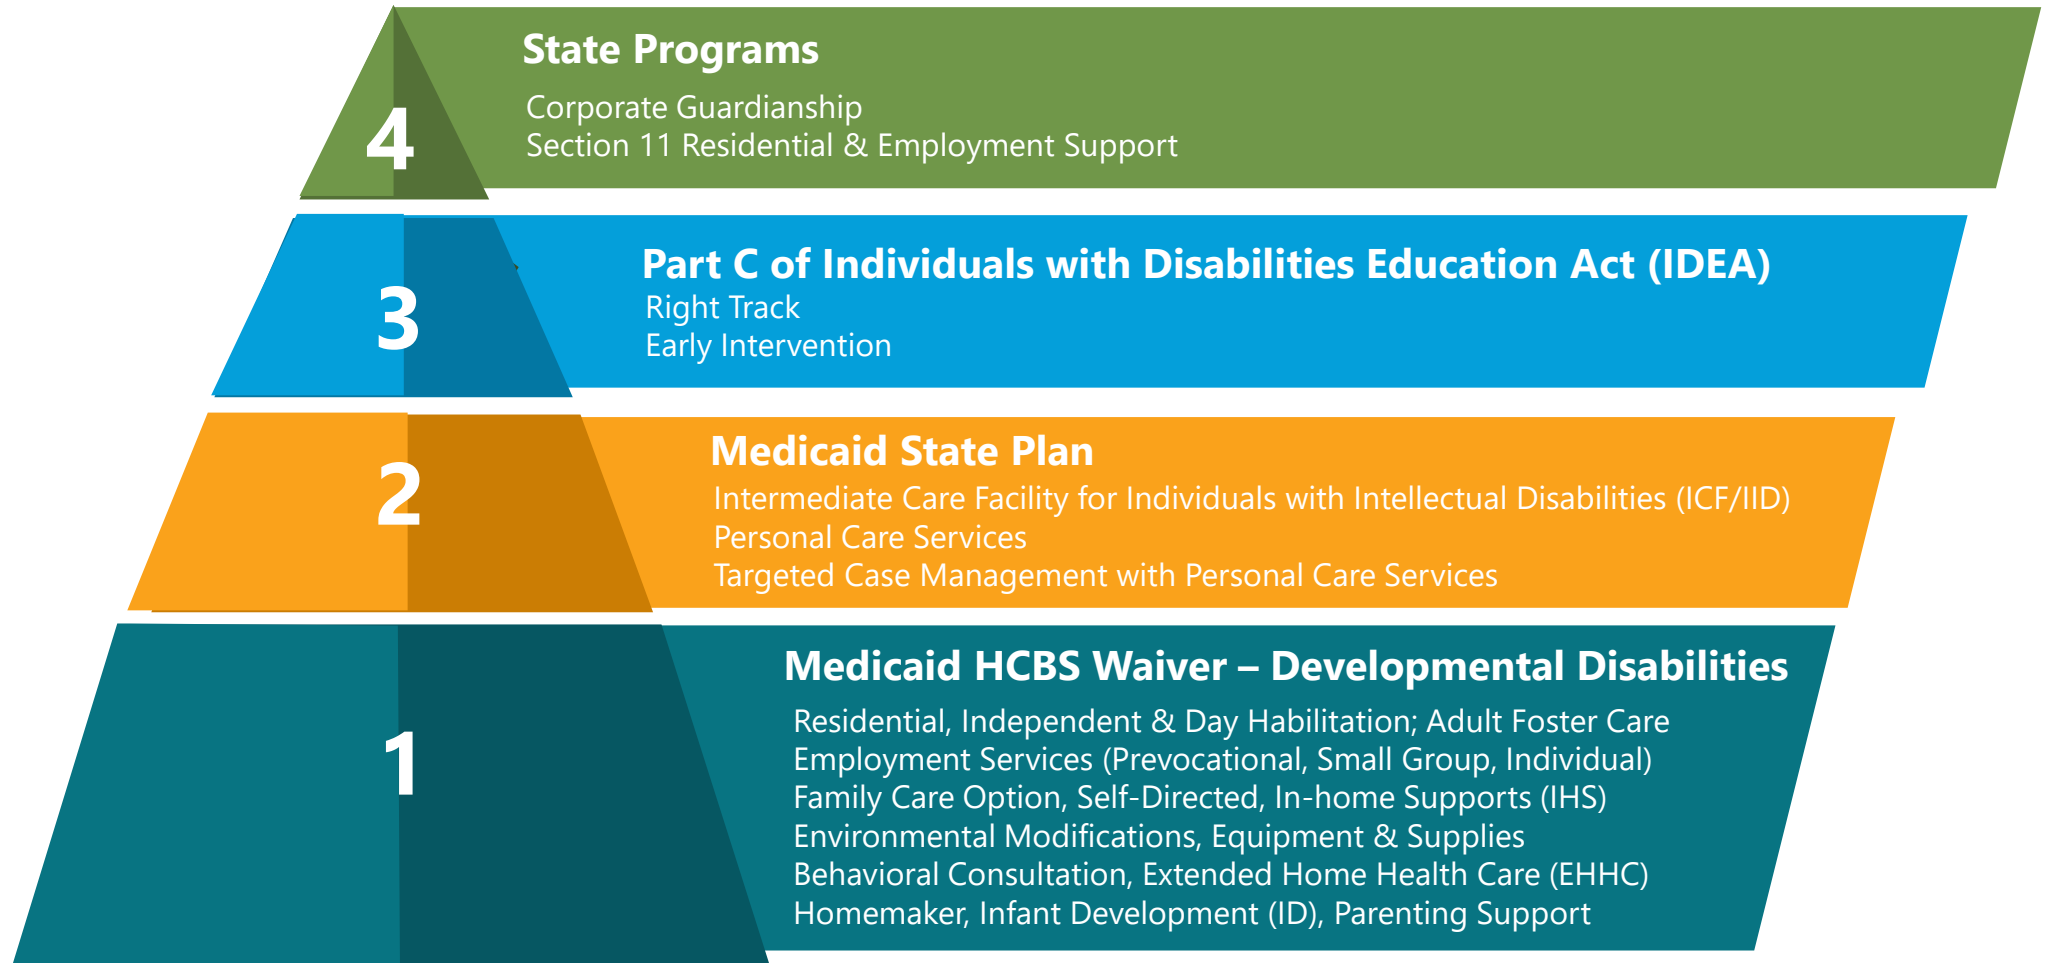 4
State Programs
Corporate Guardianship
Section 11 Residential & Employment Support
3
Part C of Individuals with Disabilities Education Act (IDEA)
Right Track
Early Intervention
2
Medicaid State Plan
Intermediate Care Facility for Individuals with Intellectual Disabilities (ICF/IID)
Personal Care Services
Targeted Case Management with Personal Care Services
1
Medicaid HCBS Waiver – Developmental Disabilities
Residential, Independent & Day Habilitation; Adult Foster Care
Employment Services (Prevocational, Small Group, Individual)
Family Care Option, Self-Directed, In-home Supports (IHS)
Environmental Modifications, Equipment & Supplies
Behavioral Consultation, Extended Home Health Care (EHHC)
Homemaker, Infant Development (ID), Parenting Support